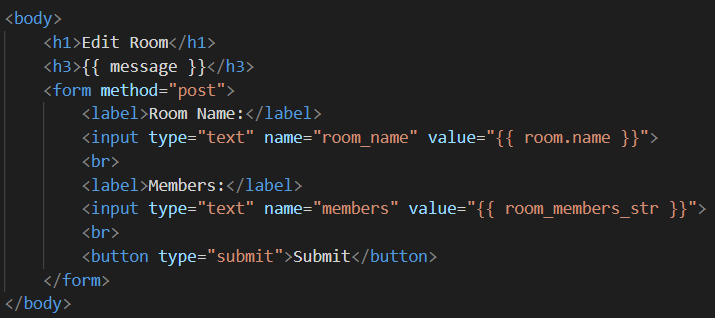 <body>
<h1>Edit Room</h1>
<h3>{{ message }}</h3>
<form method="post">
<label>Room Name:</label>
<input type="text" name="room_name" value="{{ room.name }}">
<br>
<label>Members:</label>
<input type="text" name="members" value="{{ room_members_str }}">
<br>
<button type="submit">Submit</button>
</form>
</body>